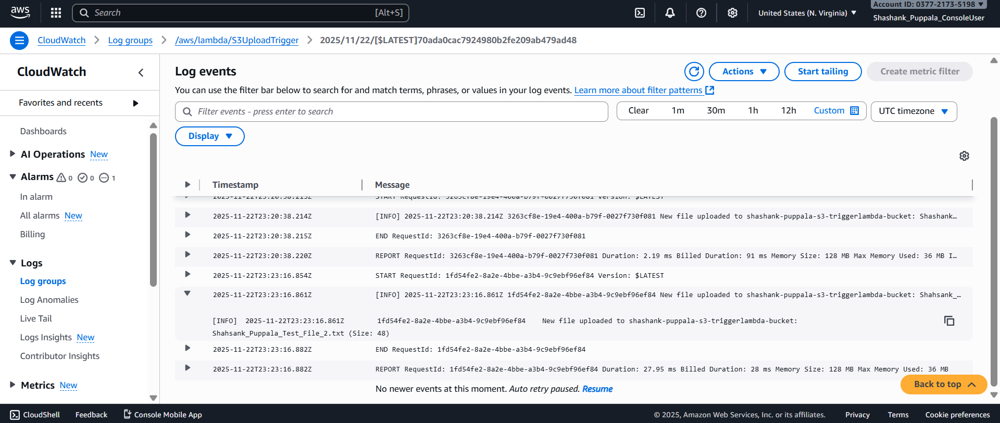 aws
Search [Alt+S]
United States (N. Virginia)
Account ID: 0377-2173-5198
Shashank_Puppala_ConsoleUser
CloudWatch > Log groups > /aws/lambda/S3UploadTrigger > 2025/11/22/[$LATEST]70ada0cac7924980b2fe209ab479ad48
CloudWatch
Favorites and recents
Dashboards
AI Operations New
Alarms 0 0 1
In alarm
All alarms New
Billing
Logs
Log groups
Log Anomalies
Live Tail
Logs Insights New
Contributor Insights
Metrics New
Log events
Actions
Start tailing
Create metric filter
You can use the filter bar below to search for and match terms, phrases, or values in your log events. Learn more about filter patterns
Filter events - press enter to search
Clear 1m 30m 1h 12h Custom
UTC timezone
Display
Timestamp Message
2025-11-22T23:20:38.213Z START RequestId: 3263cf8e-19e4-400a-b79f-0027f730f081 Version: $LATEST
2025-11-22T23:20:38.214Z [INFO] 2025-11-22T23:20:38.214Z 3263cf8e-19e4-400a-b79f-0027f730f081 New file uploaded to shashank-puppala-s3-triggerlambda-bucket: Shashank…
2025-11-22T23:20:38.215Z END RequestId: 3263cf8e-19e4-400a-b79f-0027f730f081
2025-11-22T23:20:38.220Z REPORT RequestId: 3263cf8e-19e4-400a-b79f-0027f730f081 Duration: 2.19 ms Billed Duration: 91 ms Memory Size: 128 MB Max Memory Used: 36 MB I…
2025-11-22T23:23:16.854Z START RequestId: 1fd54fe2-8a2e-4bbe-a3b4-9c9ebf96ef84 Version: $LATEST
2025-11-22T23:23:16.861Z [INFO] 2025-11-22T23:23:16.861Z 1fd54fe2-8a2e-4bbe-a3b4-9c9ebf96ef84 New file uploaded to shashank-puppala-s3-triggerlambda-bucket: Shahsank_…
[INFO] 2025-11-22T23:23:16.861Z 1fd54fe2-8a2e-4bbe-a3b4-9c9ebf96ef84 New file uploaded to shashank-puppala-s3-triggerlambda-bucket:
Shahsank_Puppala_Test_File_2.txt (Size: 48)
2025-11-22T23:23:16.882Z END RequestId: 1fd54fe2-8a2e-4bbe-a3b4-9c9ebf96ef84
2025-11-22T23:23:16.882Z REPORT RequestId: 1fd54fe2-8a2e-4bbe-a3b4-9c9ebf96ef84 Duration: 27.95 ms Billed Duration: 28 ms Memory Size: 128 MB Max Memory Used: 36 MB
No newer events at this moment. Auto retry paused. Resume
Back to top
CloudShell Feedback Console Mobile App
© 2025, Amazon Web Services, Inc. or its affiliates. Privacy Terms Cookie preferences